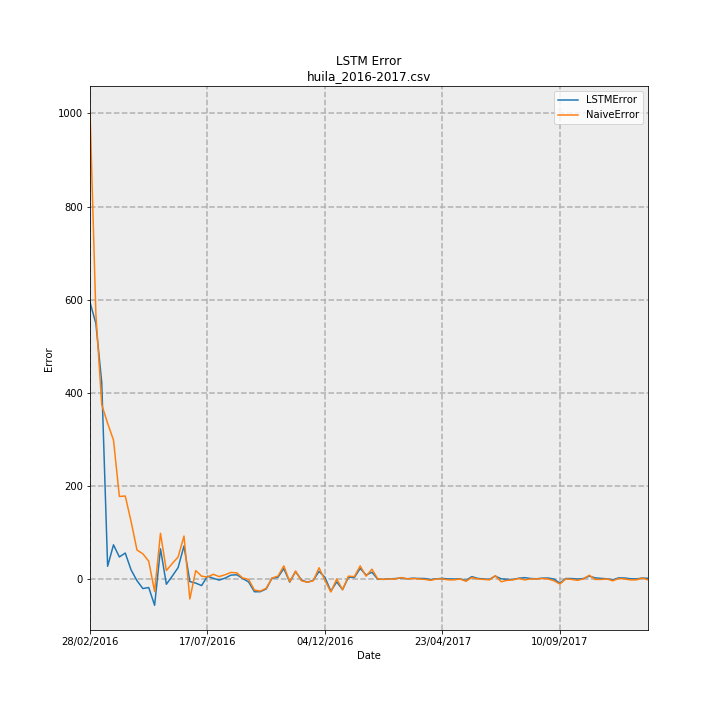 LSTM Error
huila_2016-2017.csv
LSTMError
NaiveError
1000
800
600
400
200
0
Error
28/02/2016
17/07/2016
04/12/2016
23/04/2017
10/09/2017
Date